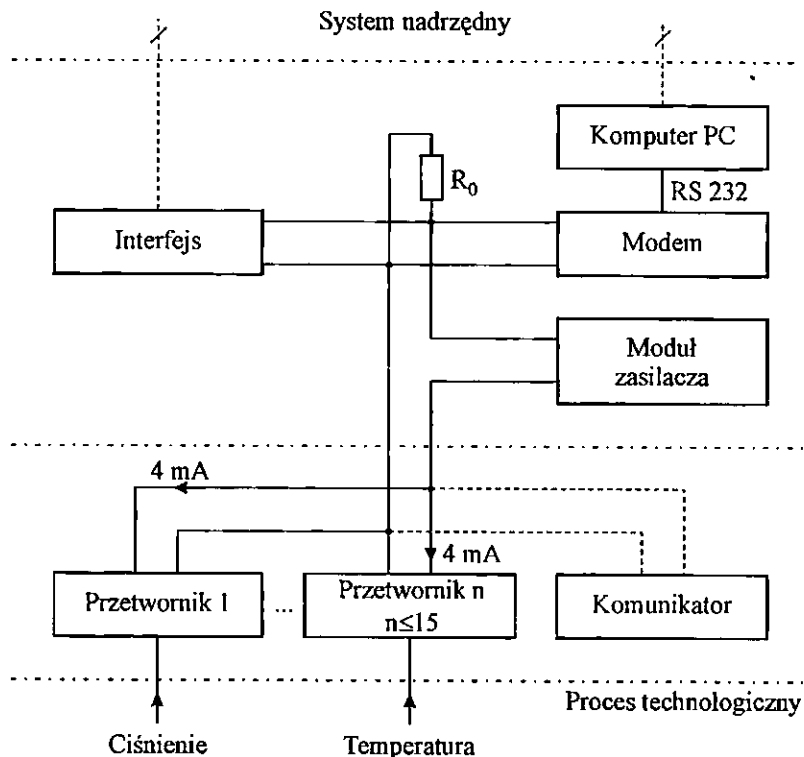 System nadrzędny
Komputer PC
R0
RS 232
Interfejs
Modem
Moduł
zasilacza
4 mA
4 mA
Przetwornik 1
...
Przetwornik n
n≤15
Komunikator
Proces technologiczny
Ciśnienie
Temperatura